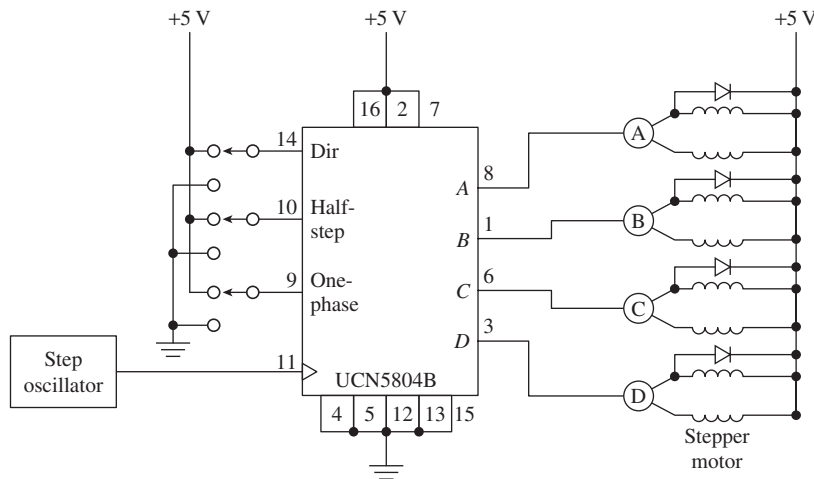 +5 V
+5 V
+5 V
16 2 7
14 Dir
10 Half-
step
9 One-
phase
11
UCN5804B
4 5 12 13 15
A 8
B 1
C 6
D 3
A
B
C
D
Step
oscillator
Stepper
motor